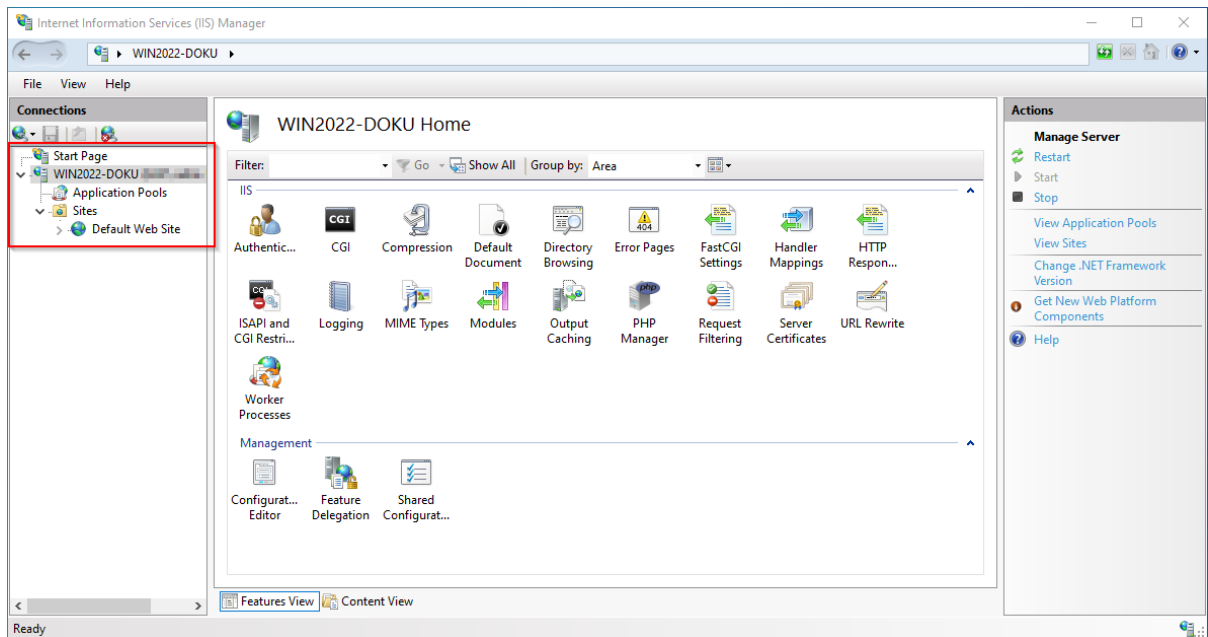 Internet Information Services (IIS) Manager
WIN2022-DOKU
File View Help
Connections
Start Page
WIN2022-DOKU
Application Pools
Sites
Default Web Site
WIN2022-DOKU Home
Filter: Go Show All Group by: Area
IIS
Authentic... CGI Compression Default Directory Error Pages FastCGI Handler HTTP
Document Browsing Settings Mappings Respon...
404
CGI
php
ISAPI and Logging MIME Types Modules Output PHP Request Server URL Rewrite
CGI Restri... Caching Manager Filtering Certificates
Worker
Processes
Management
Configurat... Feature Shared
Editor Delegation Configurat...
Features View Content View
Actions
Manage Server
Restart
Start
Stop
View Application Pools
View Sites
Change .NET Framework
Version
Get New Web Platform
Components
Help
Ready